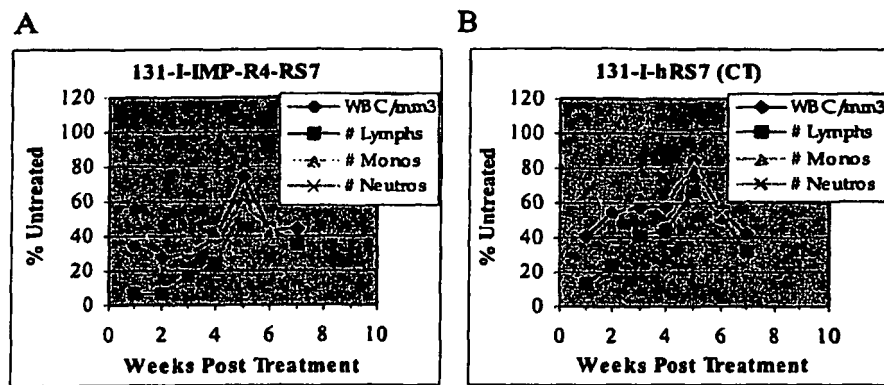 A
131-I-IMP-R4-RS7
120
100
80
60
40
20
0
% Untreated
0 2 4 6 8 10
Weeks Post Treatment
WBC/mm3
# Lymphs
# Monos
# Neutros
B
131-I-hRS7 (CT)
120
100
80
60
40
20
0
% Untreated
0 2 4 6 8 10
Weeks Post Treatment
WBC/mm3
# Lymphs
# Monos
# Neutros